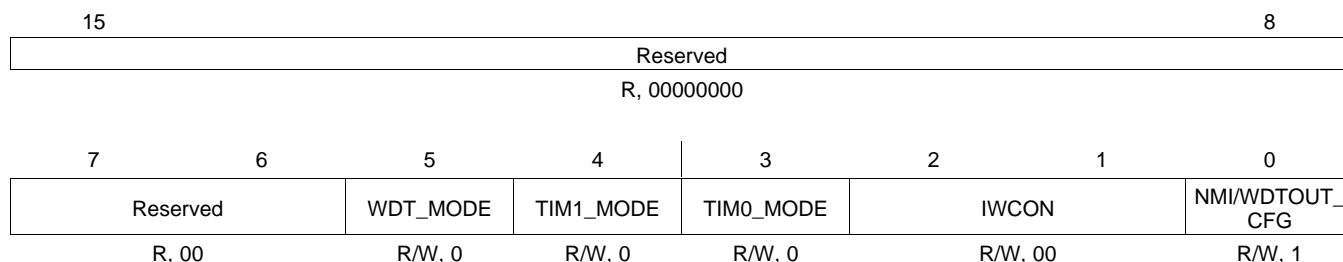 15 8
Reserved
R, 00000000
7 6 5 4 3 2 1 0
Reserved WDT_MODE TIM1_MODE TIM0_MODE IWCON NMI/WDTOUT_
CFG
R, 00 R/W, 0 R/W, 0 R/W, 0 R/W, 00 R/W, 1